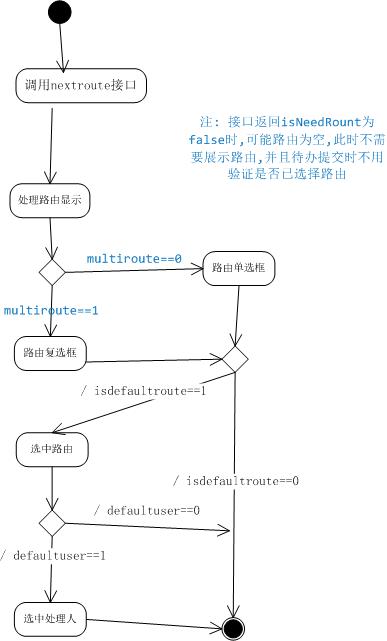 调用nextroute接口
注: 接口返回isNeedRount为
false时,可能路由为空,此时不需
要展示路由,并且待办提交时不用
验证是否已选择路由
处理路由显示
multiroute==0
路由单选框
multiroute==1
路由复选框
/ isdefaultroute==1
选中路由
/ isdefaultroute==0
/ defaultuser==0
/ defaultuser==1
选中处理人